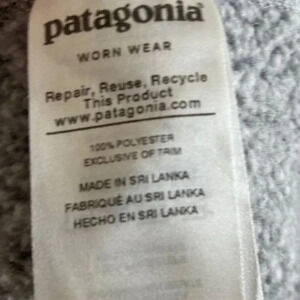 patagonia®
WORN WEAR
Repair, Reuse, Recycle
This Product
www.patagonia.com
100% POLYESTER
EXCLUSIVE OF TRIM
MADE IN SRI LANKA
FABRIQUÉ AU SRI LANKA
HECHO EN SRI LANKA